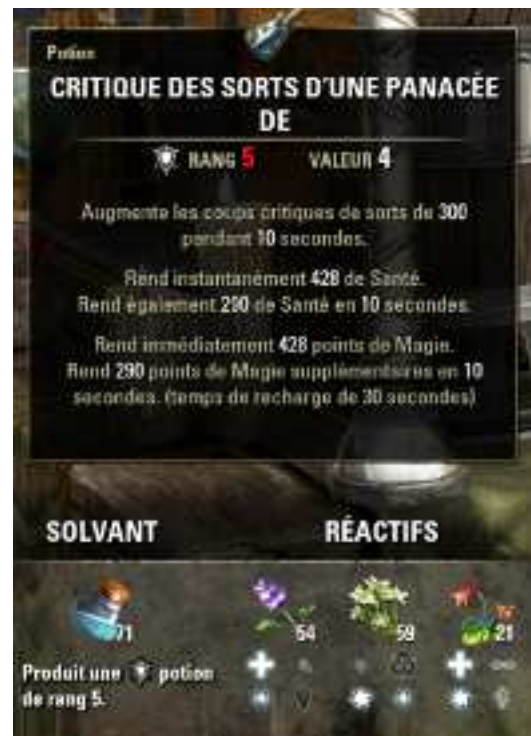 Potion
CRITIQUE DES SORTS D'UNE PANACÉE
DE
RANG 5 VALEUR 4
Augmente les coups critiques de sorts de 300
pendant 10 secondes.
Rend instantanément 428 de Santé.
Rend également 290 de Santé en 10 secondes.
Rend immédiatement 428 points de Magie.
Rend 290 points de Magie supplémentaires en 10
secondes. (temps de recharge de 30 secondes)
SOLVANT RÉACTIFS
71 54 59 21
Produit une potion
de rang 5.